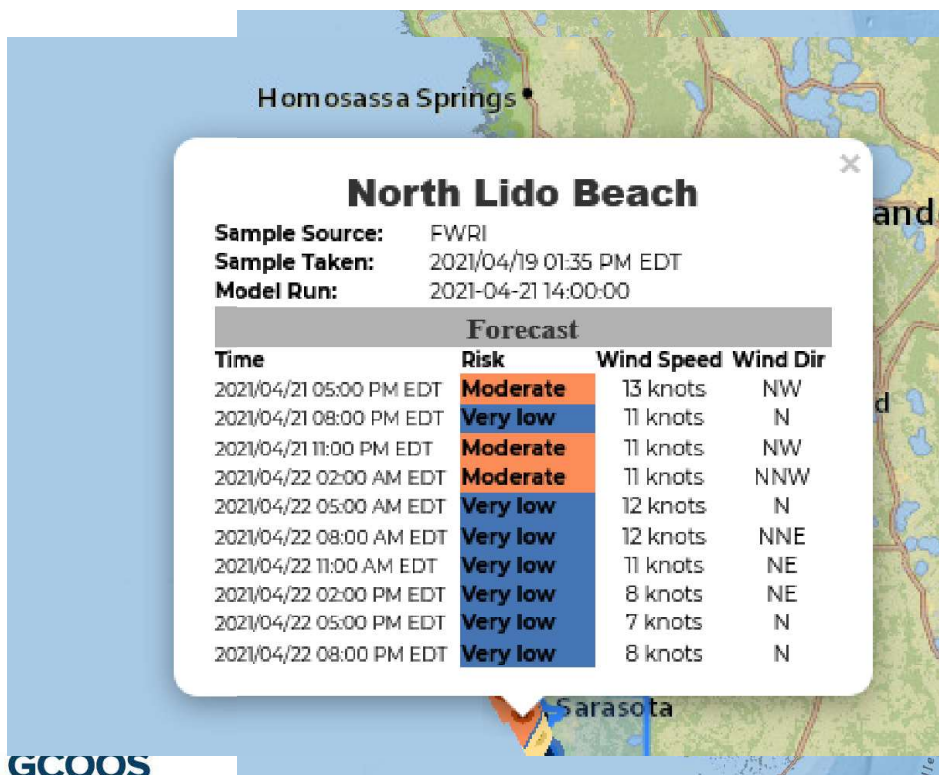 Homosassa Springs
×
North Lido Beach
and
Sample Source: FWRI
Sample Taken: 2021/04/19 01:35 PM EDT
Model Run: 2021-04-21 14:00:00
Forecast
Time Risk Wind Speed Wind Dir
2021/04/21 05:00 PM EDT Moderate 13 knots NW
d
2021/04/21 08:00 PM EDT Very low 11 knots N
2021/04/21 11:00 PM EDT Moderate 11 knots NW
2021/04/22 02:00 AM EDT Moderate 11 knots NNW
2021/04/22 05:00 AM EDT Very low 12 knots N
2021/04/22 08:00 AM EDT Very low 12 knots NNE
2021/04/22 11:00 AM EDT Very low 11 knots NE
2021/04/22 02:00 PM EDT Very low 8 knots NE
2021/04/22 05:00 PM EDT Very low 7 knots N
2021/04/22 08:00 PM EDT Very low 8 knots N
Sarasota
GCOOS